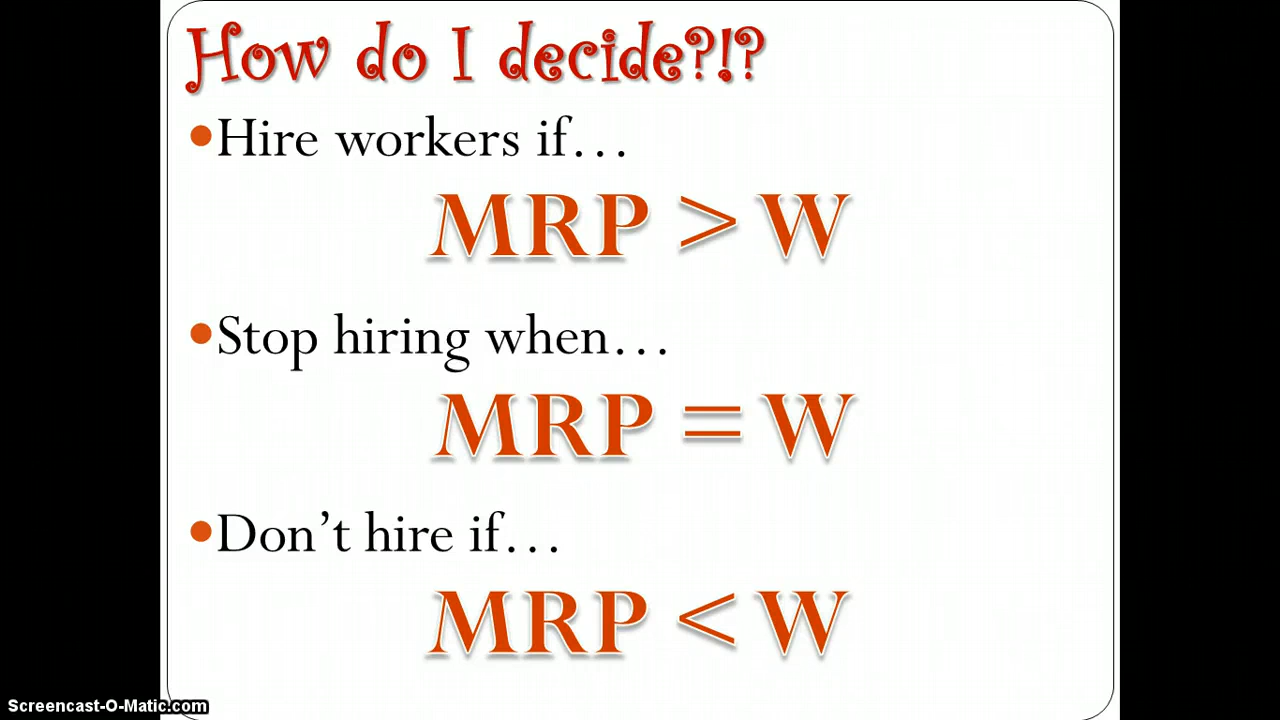 How do I decide?!?
•Hire workers if…
MRP > W
•Stop hiring when…
MRP = W
•Don’t hire if…
MRP < W
Screencast-O-Matic.com